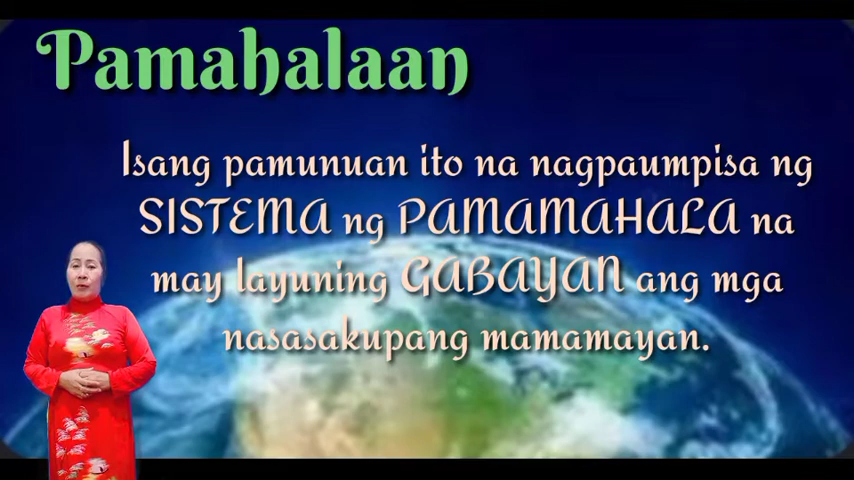 Pamahalaan
Isang pamunuan ito na nagpaumpisa ng
SISTEMA ng PAMAMAHALA na
may layuning GABAYAN ang mga
nasasakupang mamamayan.